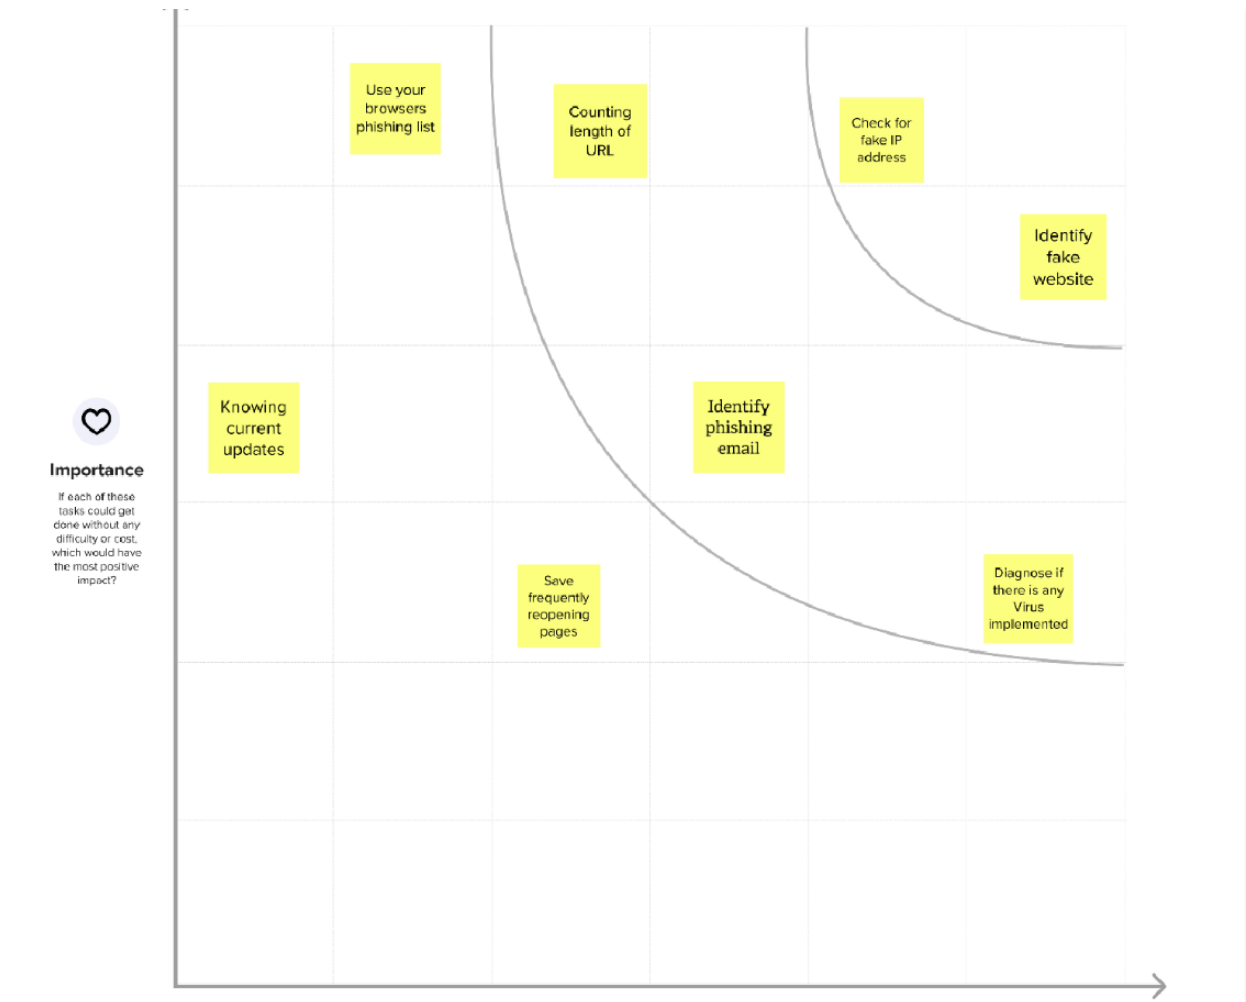 Use your
browsers
phishing list
Counting
length of
URL
Check for
fake IP
address
Identify
fake
website
Knowing
current
updates
Identify
phishing
email
Importance
If each of these
tasks could get
done without any
difficulty or cost,
which would have
the most positive
impact?
Save
frequently
reopening
pages
Diagnose if
there is any
Virus
implemented